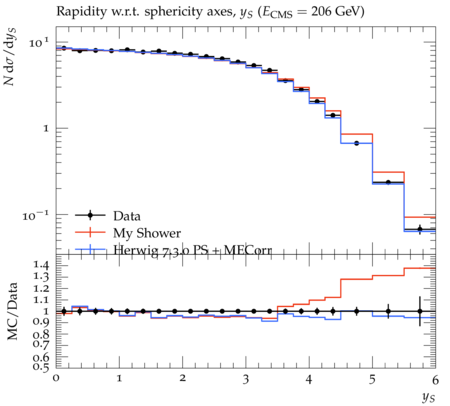 Rapidity w.r.t. sphericity axes, y_S (E_CMS = 206 GeV)
N dσ/dy_S
10¹
1
10⁻¹
Data
My Shower
Herwig 7.3.0 PS + MECorr
MC/Data
1.4
1.3
1.2
1.1
1
0.9
0.8
0.7
0.6
0.5
0 1 2 3 4 5 6
y_S